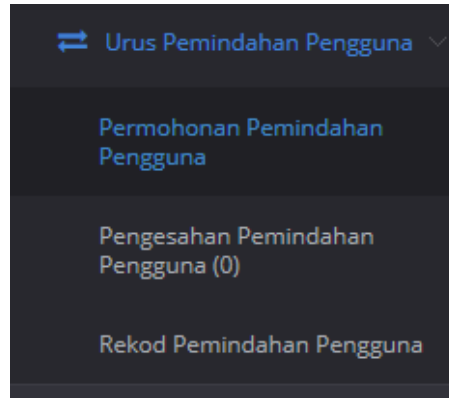 Urus Pemindahan Pengguna
Permohonan Pemindahan
Pengguna
Pengesahan Pemindahan
Pengguna (0)
Rekod Pemindahan Pengguna